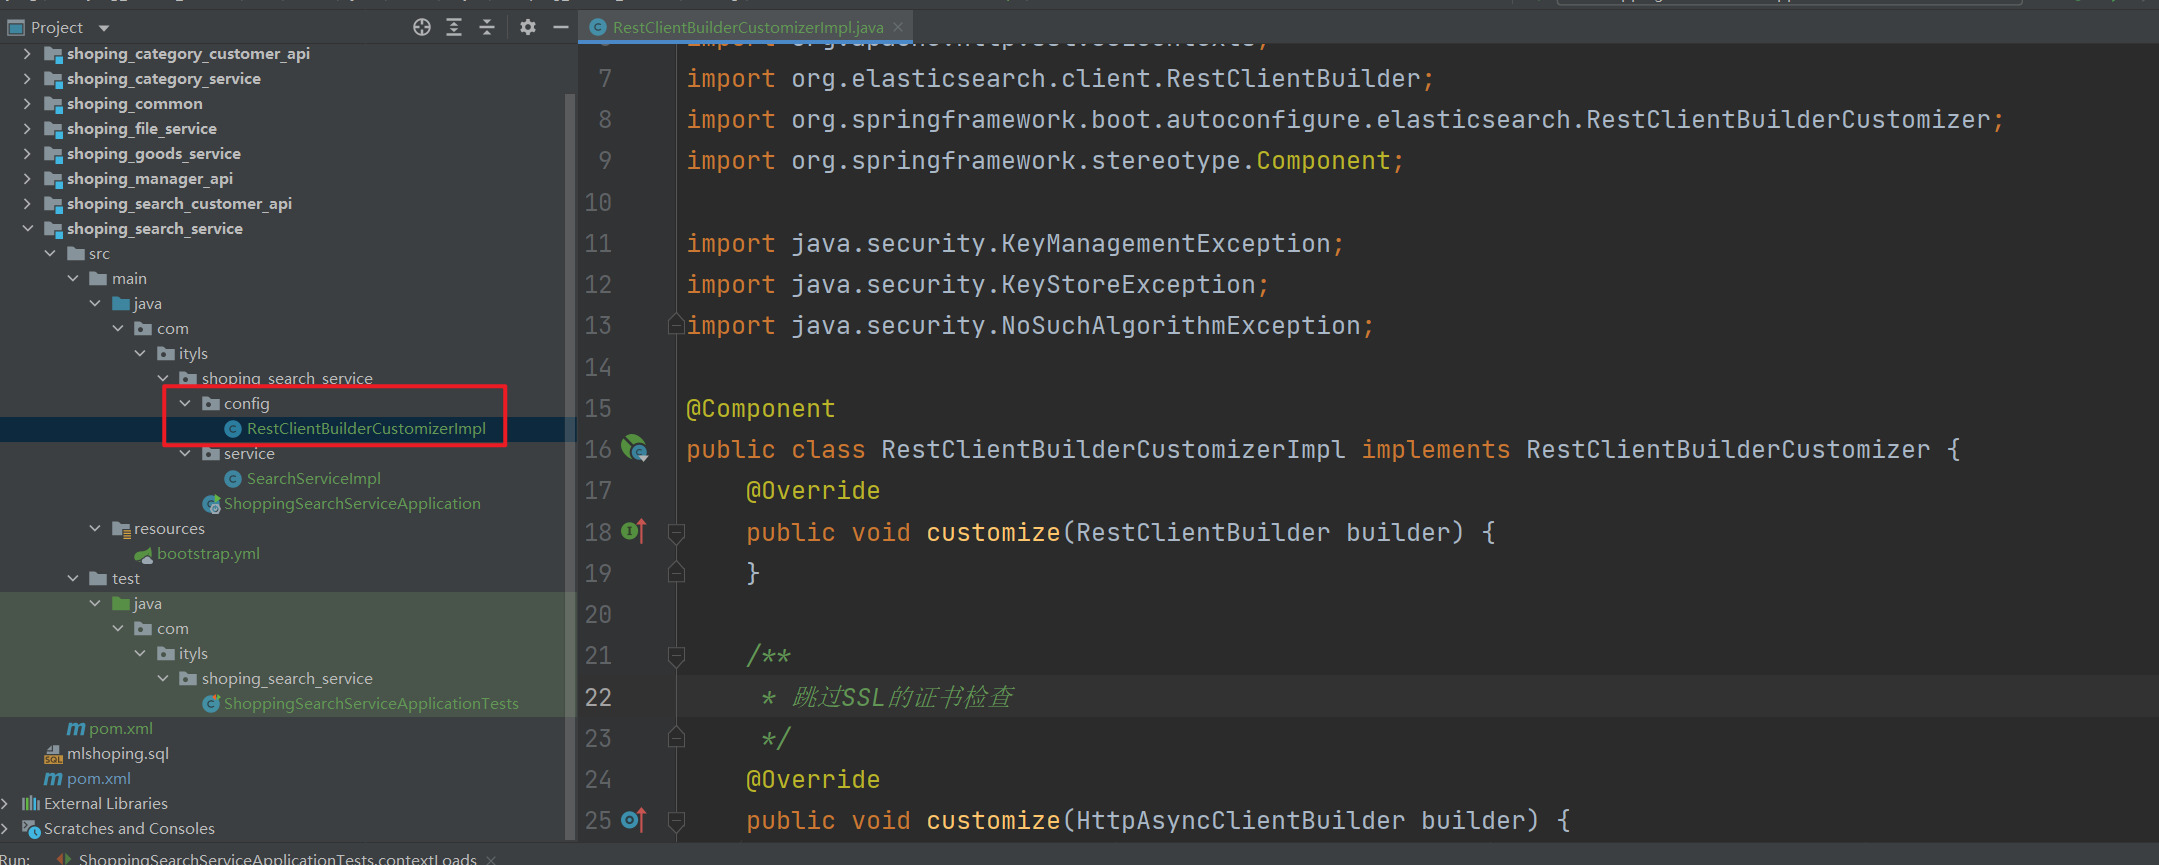 Project
shoping_category_customer_api
shoping_category_service
shoping_common
shoping_file_service
shoping_goods_service
shoping_manager_api
shoping_search_customer_api
shoping_search_service
src
main
java
com
ityls
shoping_search_service
config
RestClientBuilderCustomizerImpl
service
SearchServiceImpl
ShoppingSearchServiceApplication
resources
bootstrap.yml
test
java
com
ityls
shoping_search_service
ShoppingSearchServiceApplicationTests
pom.xml
mlshoping.sql
pom.xml
External Libraries
Scratches and Consoles
RestClientBuilderCustomizerImpl.java
7 import org.elasticsearch.client.RestClientBuilder;
8 import org.springframework.boot.autoconfigure.elasticsearch.RestClientBuilderCustomizer;
9 import org.springframework.stereotype.Component;
10
11 import java.security.KeyManagementException;
12 import java.security.KeyStoreException;
13 import java.security.NoSuchAlgorithmException;
14
15 @Component
16 public class RestClientBuilderCustomizerImpl implements RestClientBuilderCustomizer {
17 @Override
18 public void customize(RestClientBuilder builder) {
19 }
20
21 /**
22 * 跳过SSL的证书检查
23 */
24 @Override
25 public void customize(HttpAsyncClientBuilder builder) {
Run: ShoppingSearchServiceApplicationTests.contextLoads